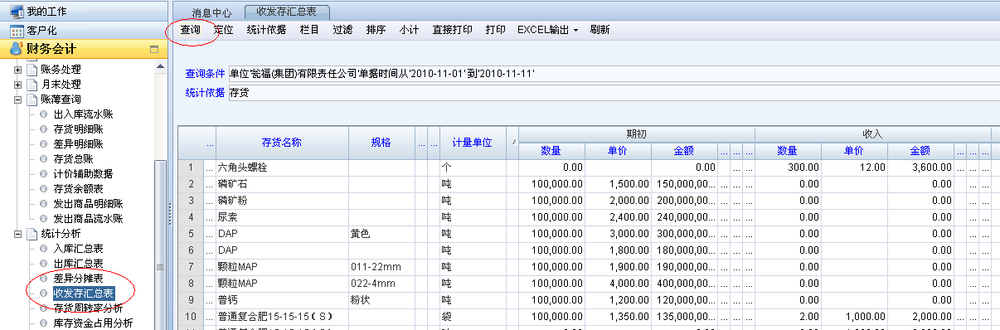 我的工作
客户化
财务会计
账务处理
月末处理
账薄查询
出入库流水账
存货明细账
差异明细账
存货总账
计价辅助数据
存货余额表
发出商品明细账
发出商品流水账
统计分析
入库汇总表
出库汇总表
差异分摊表
收发存汇总表
存货周转率分析
库存资金占用分析
消息中心 收发存汇总表
查询 定位 统计依据 栏目 过滤 排序 小计 直接打印 打印 EXCEL输出 刷新
查询条件 单位'瓮福(集团)有限责任公司'单据时间从'2010-11-01'到'2010-11-11'
统计依据 存货
期初 收入
... 存货名称 规格 ... ... 计量单位 数量 单价 金额 ... ... ... 数量 单价 金额 ... ... ...
1 ... 六角头螺栓 个 0.00 0.00 ... ... ... 300.00 12.00 3,600.00 ... ... ...
2 ... 磷矿石 吨 100,000.00 1,500.00 150,000,00... ... ... ... 0.00 0.00 ... ... ...
3 ... 磷矿粉 吨 100,000.00 2,000.00 200,000,00... ... ... ... 0.00 0.00 ... ... ...
4 ... 尿素 吨 100,000.00 2,400.00 240,000,00... ... ... ... 0.00 0.00 ... ... ...
5 ... DAP 黄色 吨 100,000.00 3,000.00 300,000,00... ... ... ... 0.00 0.00 ... ... ...
6 ... DAP 吨 100,000.00 1,800.00 180,000,00... ... ... ... 0.00 0.00 ... ... ...
7 ... 颗粒MAP 011-22mm 吨 100,000.00 1,900.00 190,000,00... ... ... ... 0.00 0.00 ... ... ...
8 ... 颗粒MAP 022-4mm 吨 100,000.00 4,000.00 400,000,00... ... ... ... 0.00 0.00 ... ... ...
9 ... 普钙 粉状 吨 100,000.00 1,200.00 120,000,00... ... ... ... 0.00 0.00 ... ... ...
10 ... 普通复合肥15-15-15(S) 袋 100,000.00 1,350.00 135,000,00... ... ... ... 2.00 1,000.00 2,000.00 ... ... ...